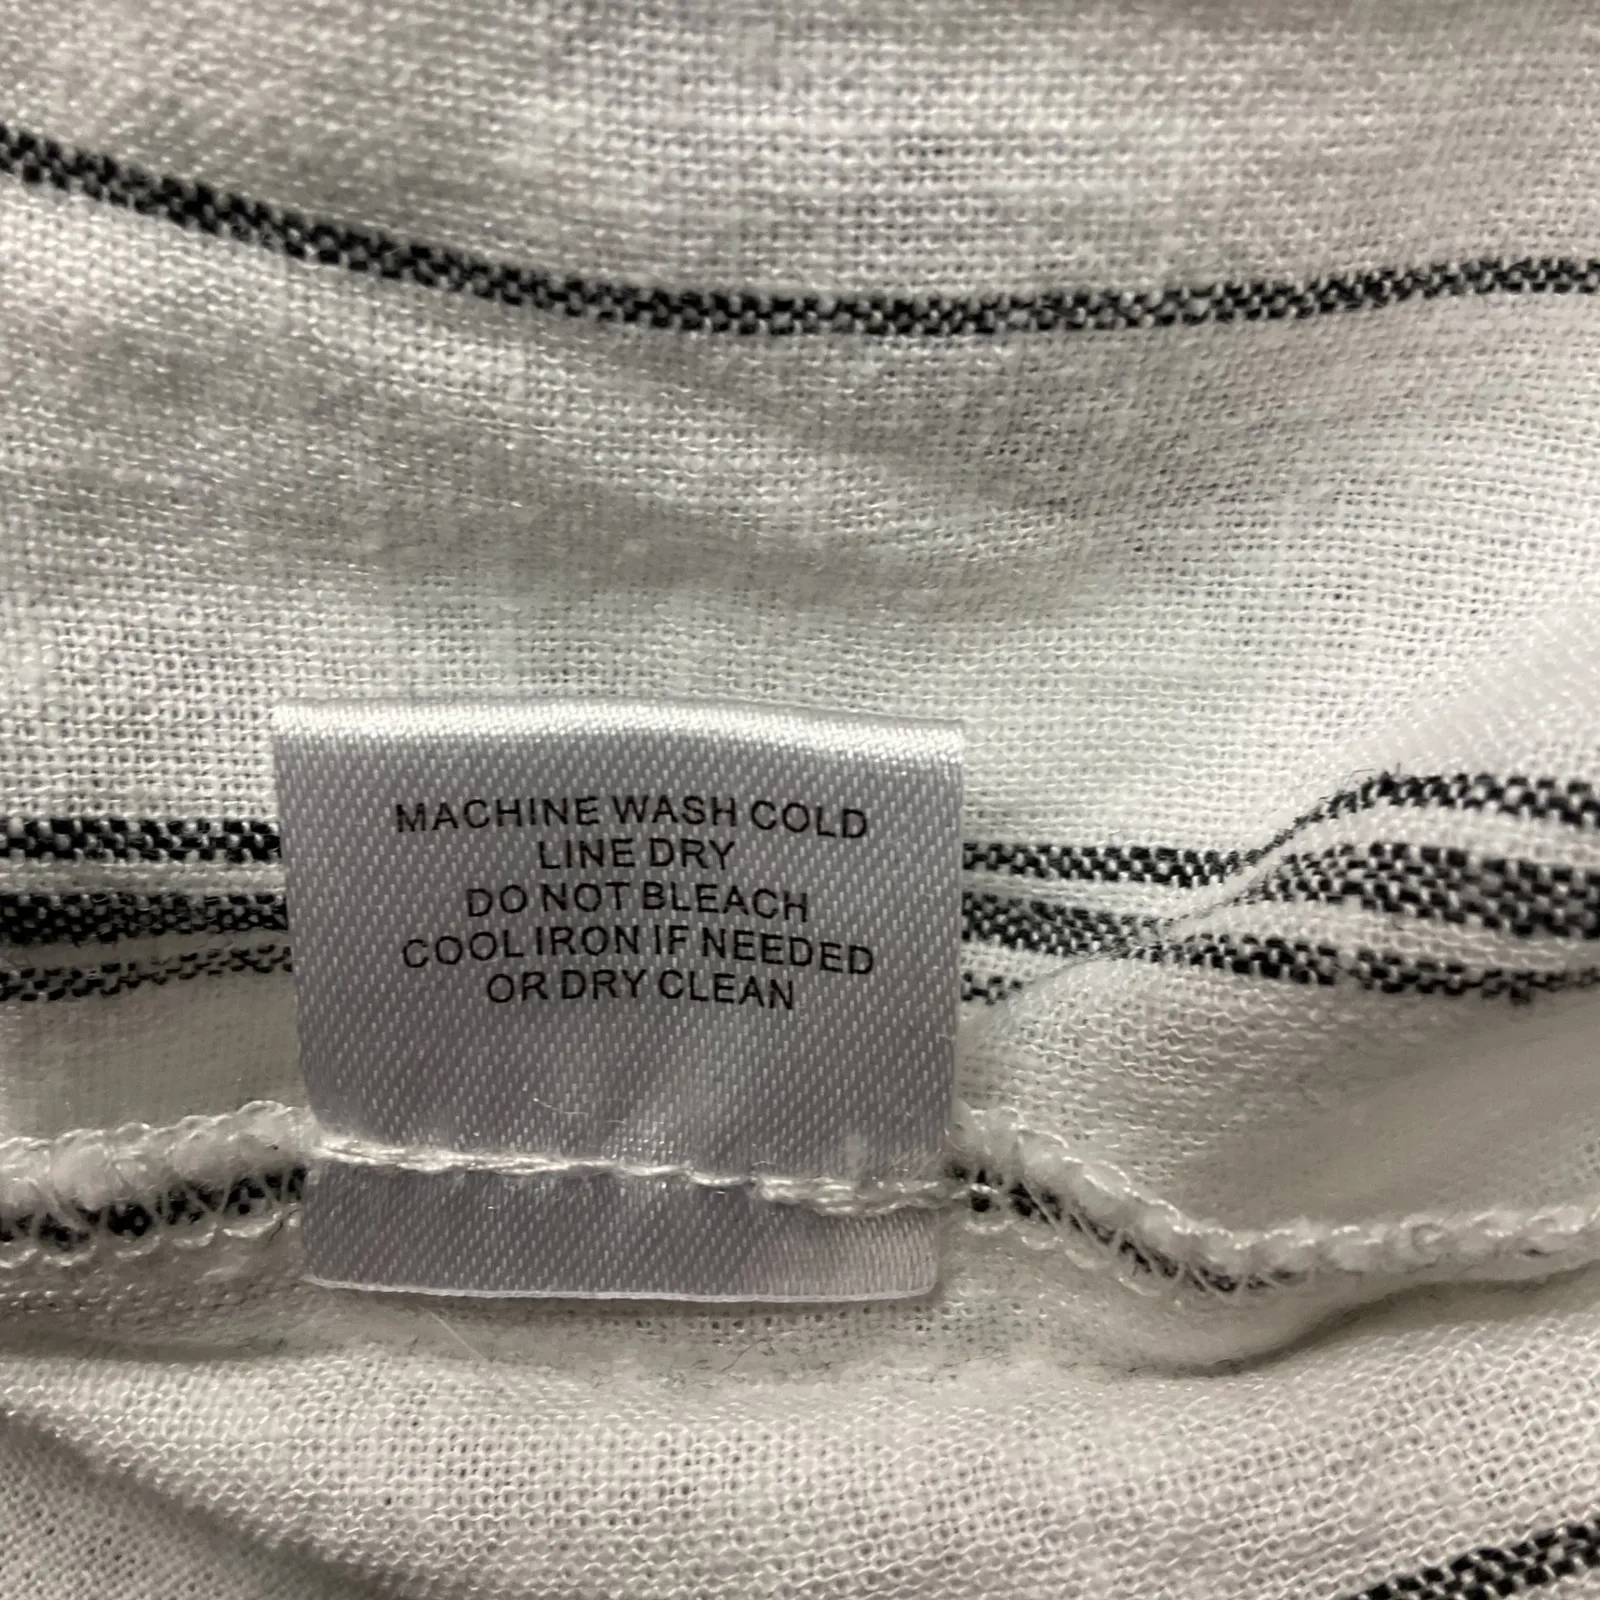 MACHINE WASH COLD
LINE DRY
DO NOT BLEACH
COOL IRON IF NEEDED
OR DRY CLEAN